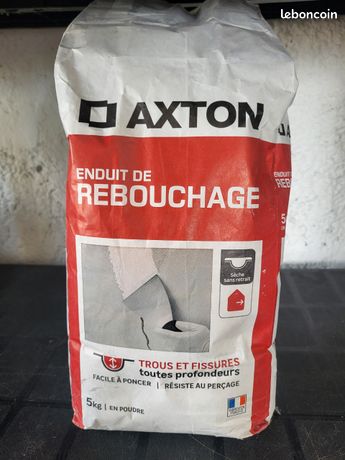 leboncoin
AXTON
ENDUIT DE
REBOUCHAGE
Sèche
sans retrait
TROUS ET FISSURES
toutes profondeurs
FACILE À PONCER | RÉSISTE AU PERÇAGE
5kg | EN POUDRE